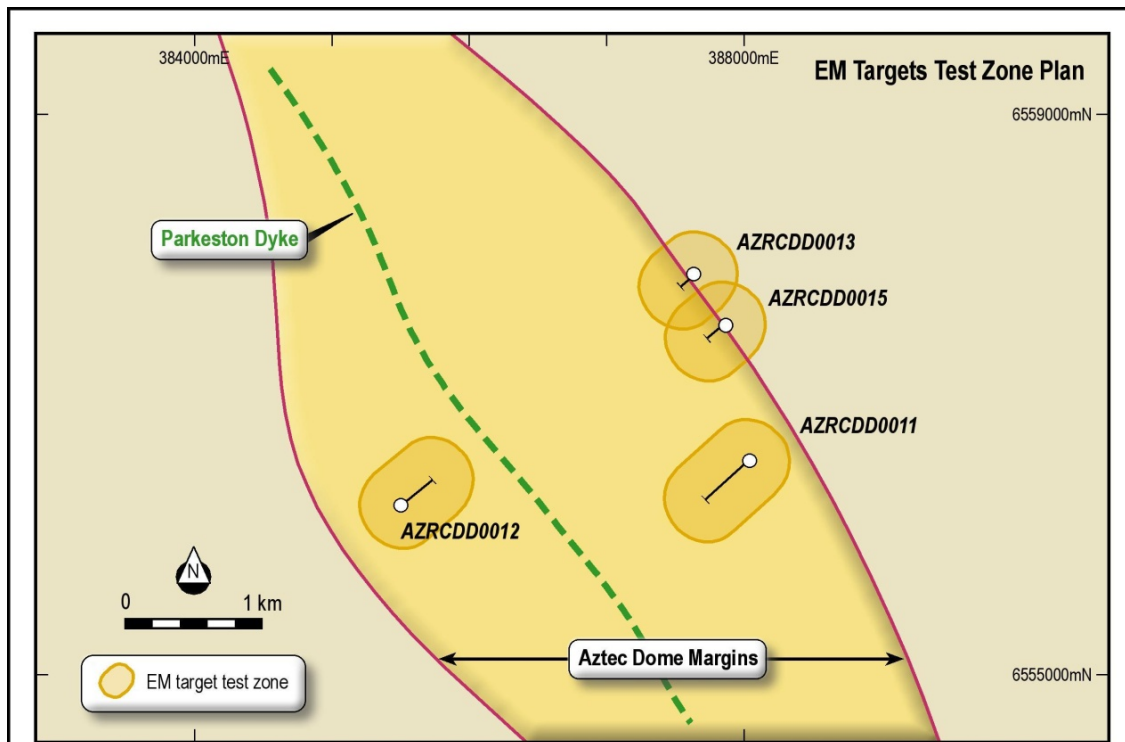 384000mE
388000mE
EM Targets Test Zone Plan
6559000mN
Parkeston Dyke
AZRCDD0013
AZRCDD0015
AZRCDD0011
AZRCDD0012
N
0 1 km
Aztec Dome Margins
EM target test zone
6555000mN